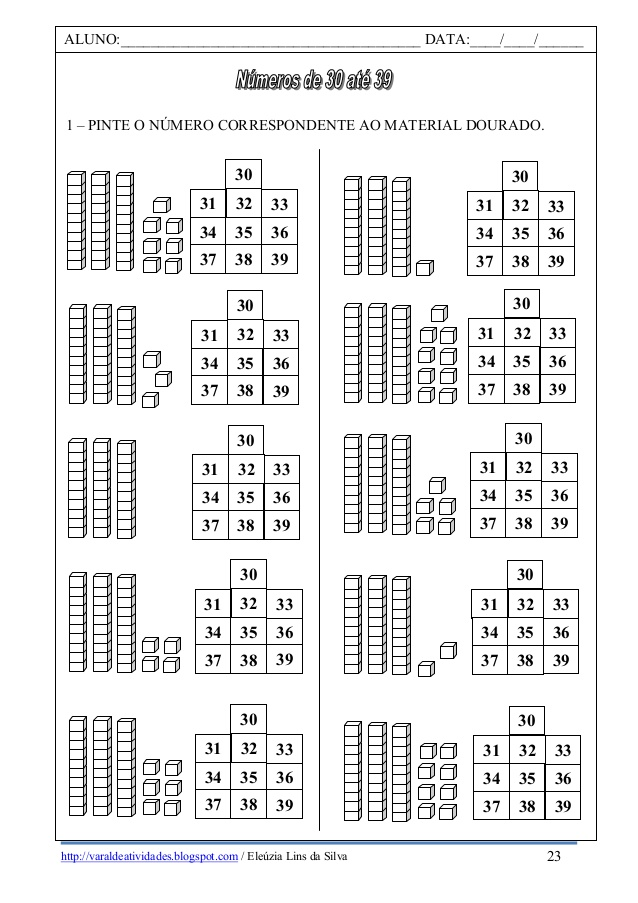 ALUNO:_______________________________________ DATA:____/____/______
Números de 30 até 39
1 – PINTE O NÚMERO CORRESPONDENTE AO MATERIAL DOURADO.
30
31 32 33
34 35 36
37 38 39
30
31 32 33
34 35 36
37 38 39
30
31 32 33
34 35 36
37 38 39
30
31 32 33
34 35 36
37 38 39
30
31 32 33
34 35 36
37 38 39
30
31 32 33
34 35 36
37 38 39
30
31 32 33
34 35 36
37 38 39
30
31 32 33
34 35 36
37 38 39
30
31 32 33
34 35 36
37 38 39
30
31 32 33
34 35 36
37 38 39
http://varaldeatividades.blogspot.com / Eleúzia Lins da Silva 23